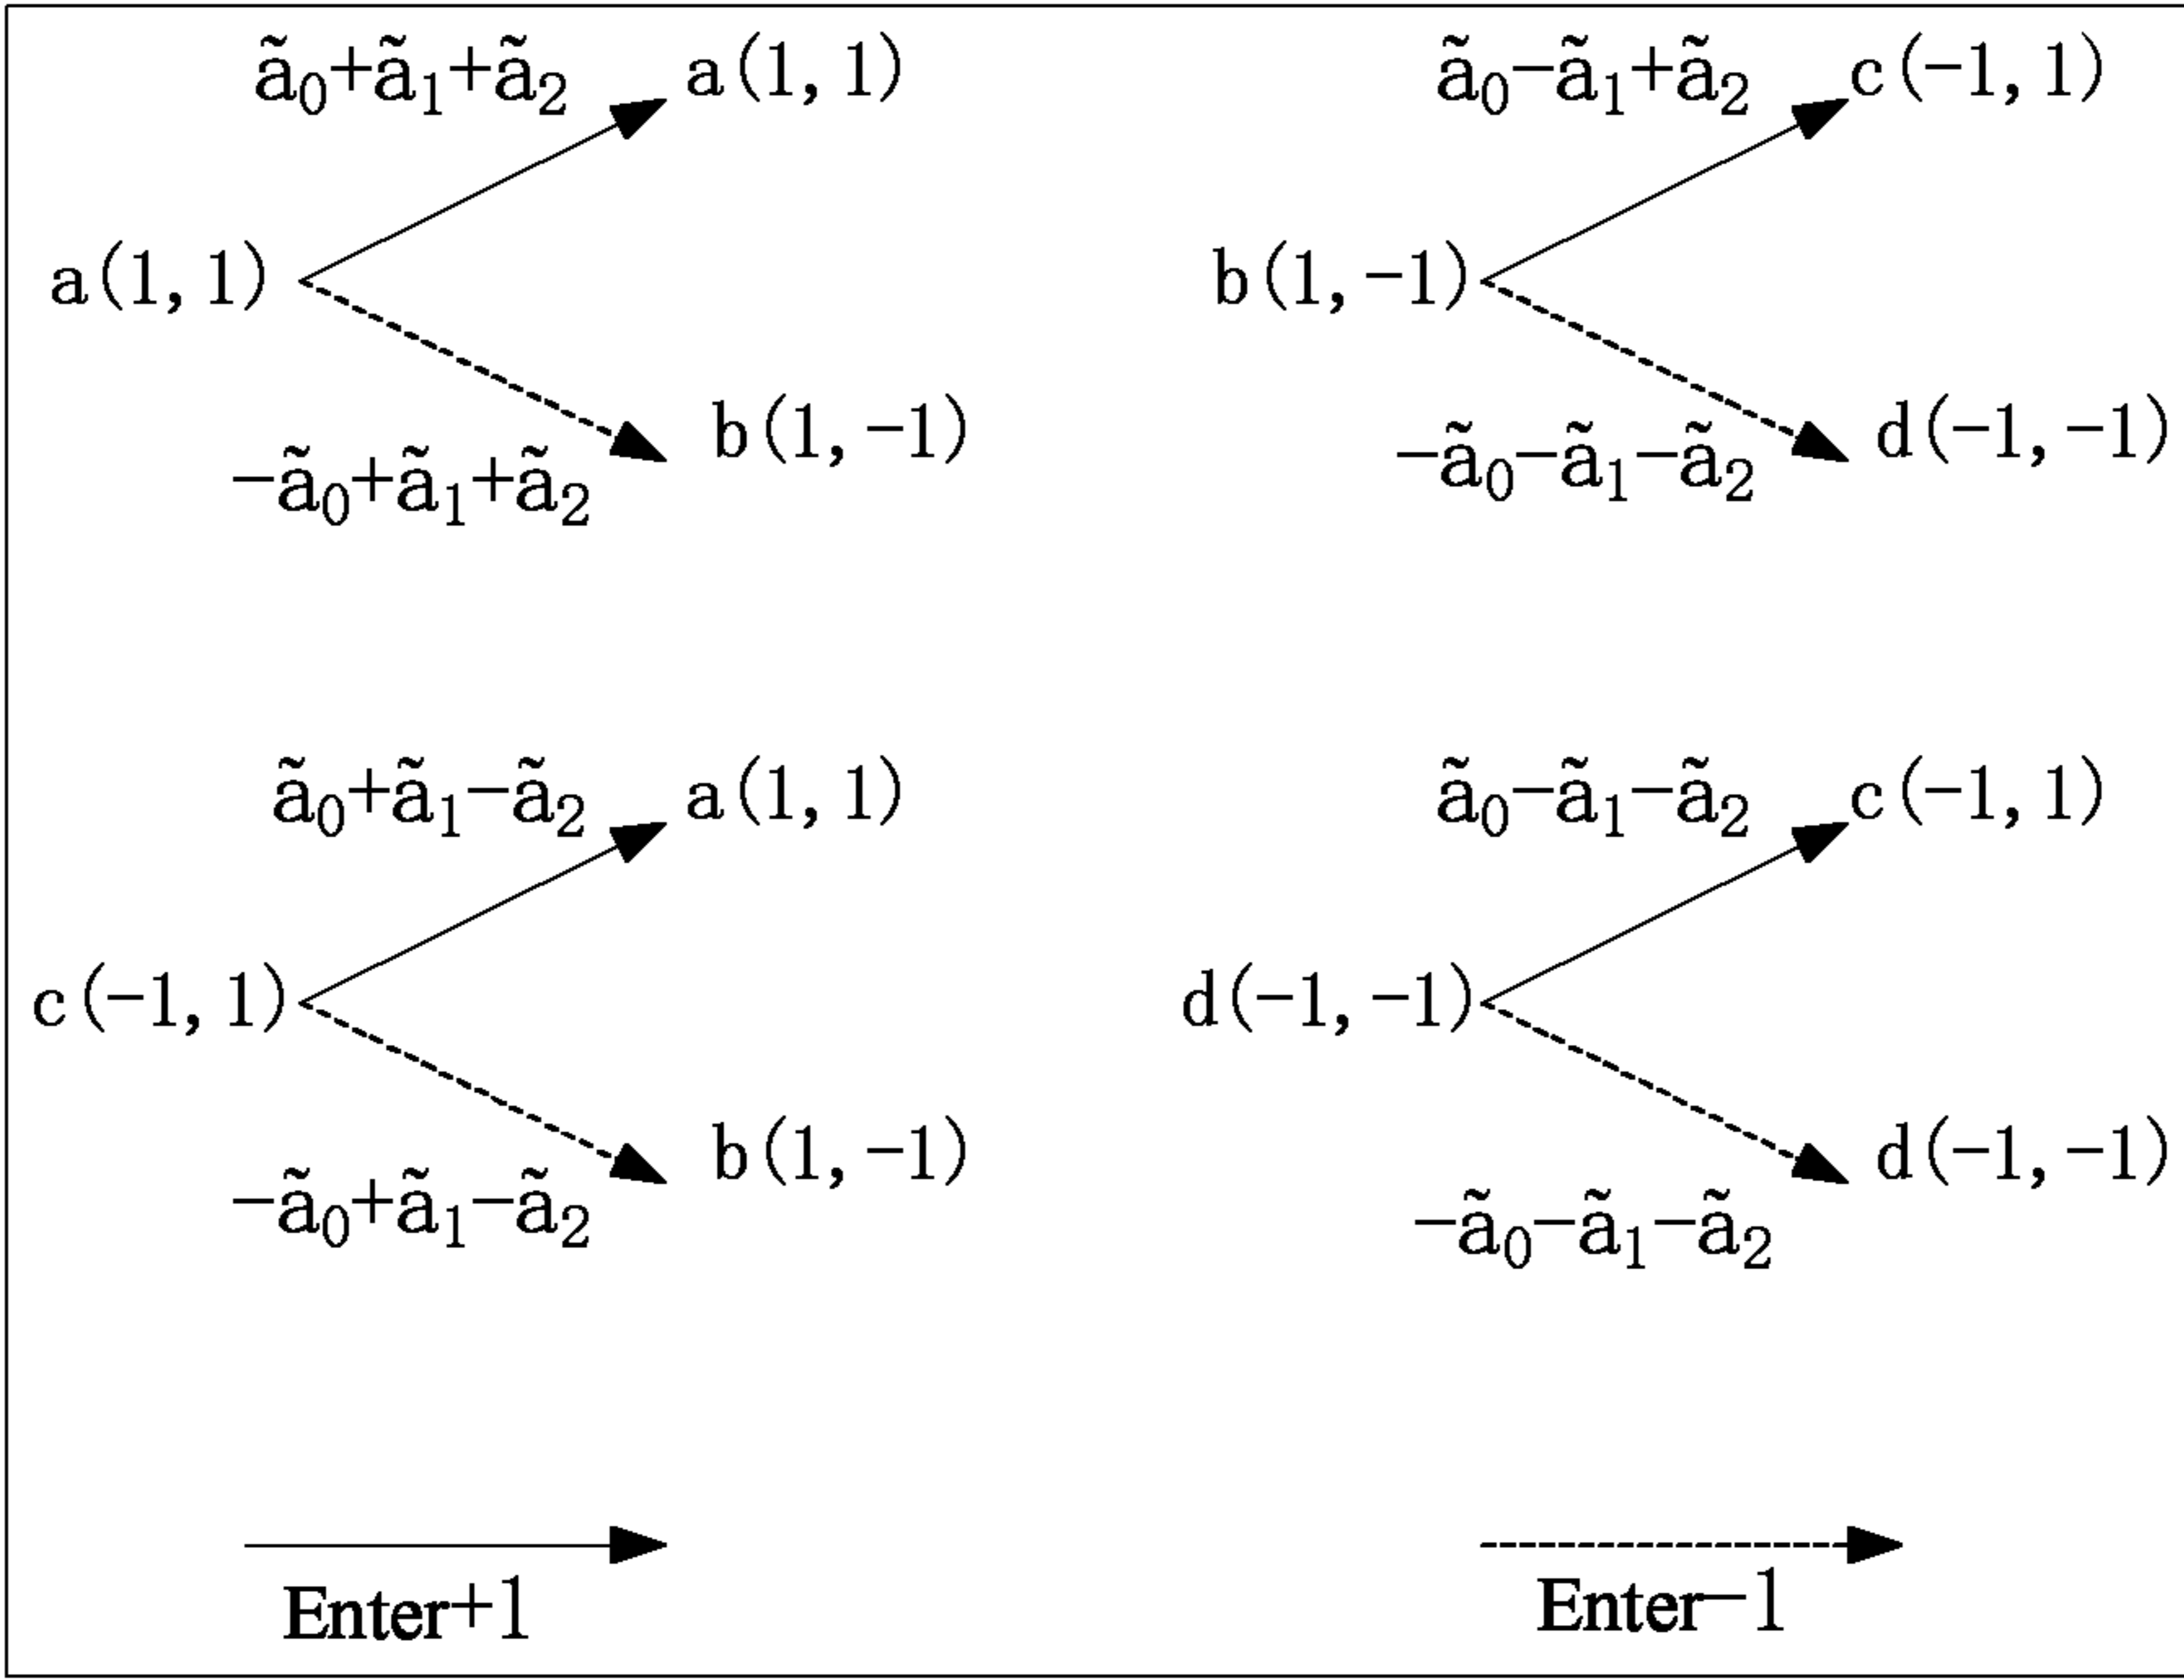 ã₀+ã₁+ã₂ a(1, 1)
a(1, 1)
-ã₀+ã₁+ã₂ b(1, -1)
ã₀-ã₁+ã₂ c(-1, 1)
b(1, -1)
-ã₀-ã₁-ã₂ d(-1, -1)
ã₀+ã₁-ã₂ a(1, 1)
c(-1, 1)
-ã₀+ã₁-ã₂ b(1, -1)
ã₀-ã₁-ã₂ c(-1, 1)
d(-1, -1)
-ã₀-ã₁-ã₂ d(-1, -1)
Enter+1
Enter-1